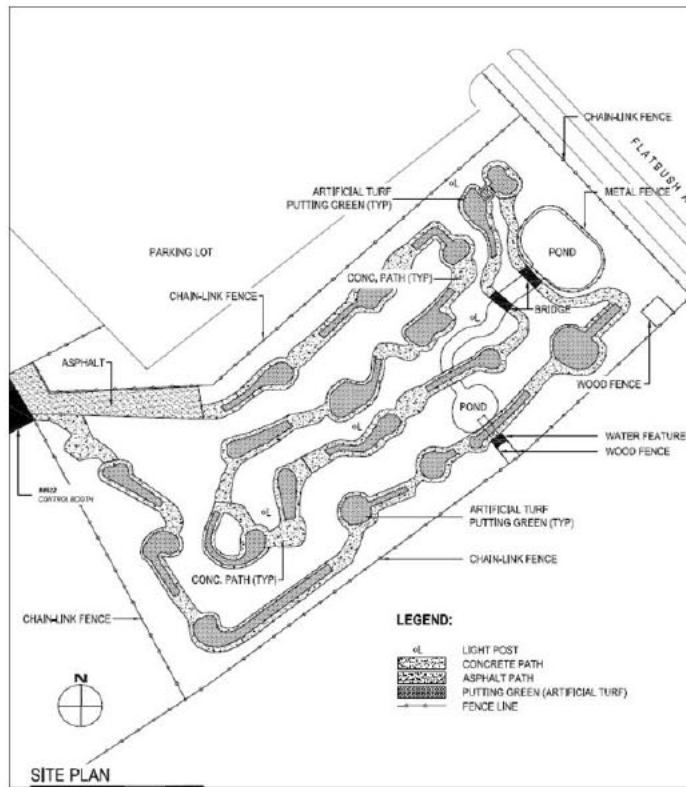 CHAIN-LINK FENCE
FLATBUSH A
ARTIFICIAL TURF
PUTTING GREEN (TYP)
METAL FENCE
PARKING LOT
POND
CONC. PATH (TYP)
CHAIN-LINK FENCE
BRIDGE
ASPHALT
WOOD FENCE
POND
WATER FEATURE
WOOD FENCE
CONTROL BOOTH
ARTIFICIAL TURF
PUTTING GREEN (TYP)
CHAIN-LINK FENCE
CONC. PATH (TYP)
CHAIN-LINK FENCE
LEGEND:
LIGHT POST
CONCRETE PATH
ASPHALT PATH
PUTTING GREEN (ARTIFICIAL TURF)
FENCE LINE
N
SITE PLAN